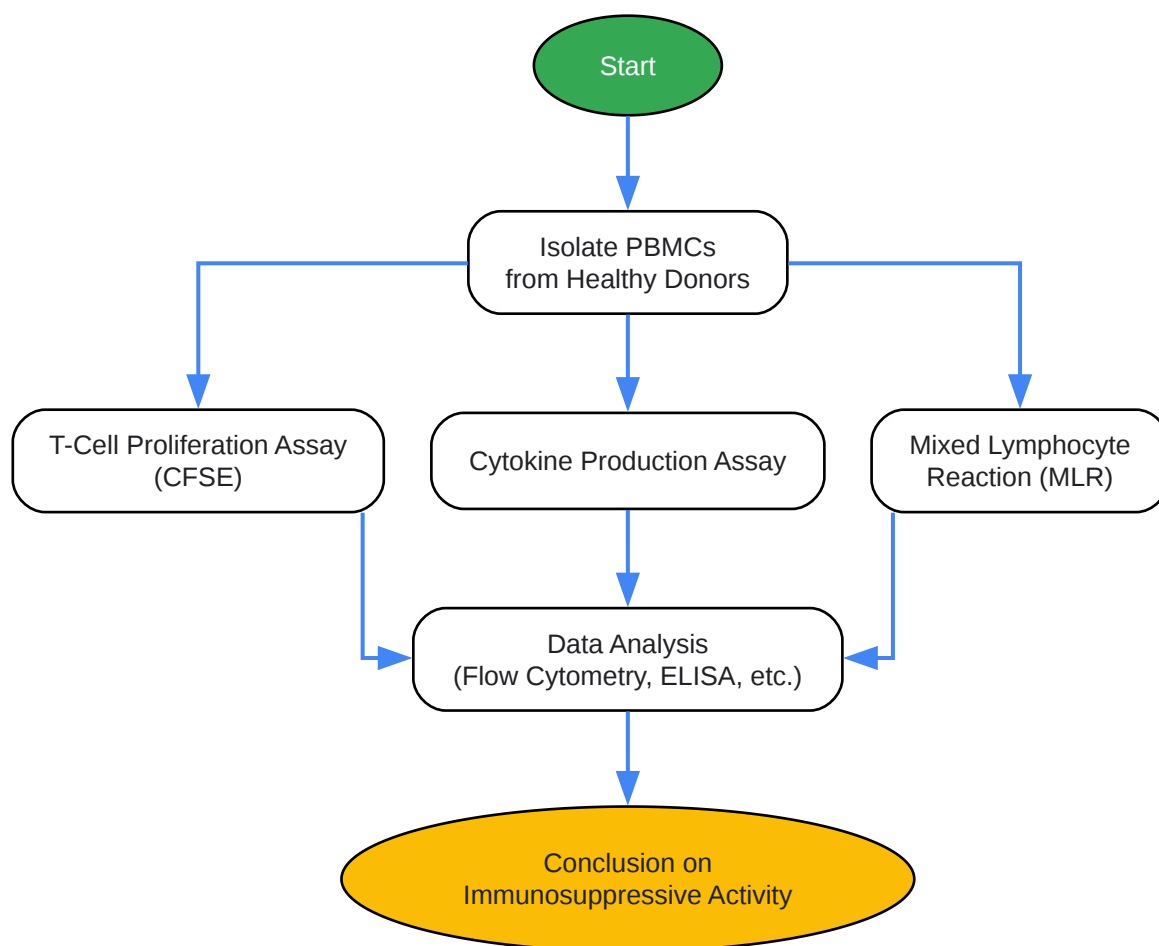 Start
Isolate PBMCs
from Healthy Donors
T-Cell Proliferation Assay
(CFSE)
Cytokine Production Assay
Mixed Lymphocyte
Reaction (MLR)
Data Analysis
(Flow Cytometry, ELISA, etc.)
Conclusion on
Immunosuppressive Activity